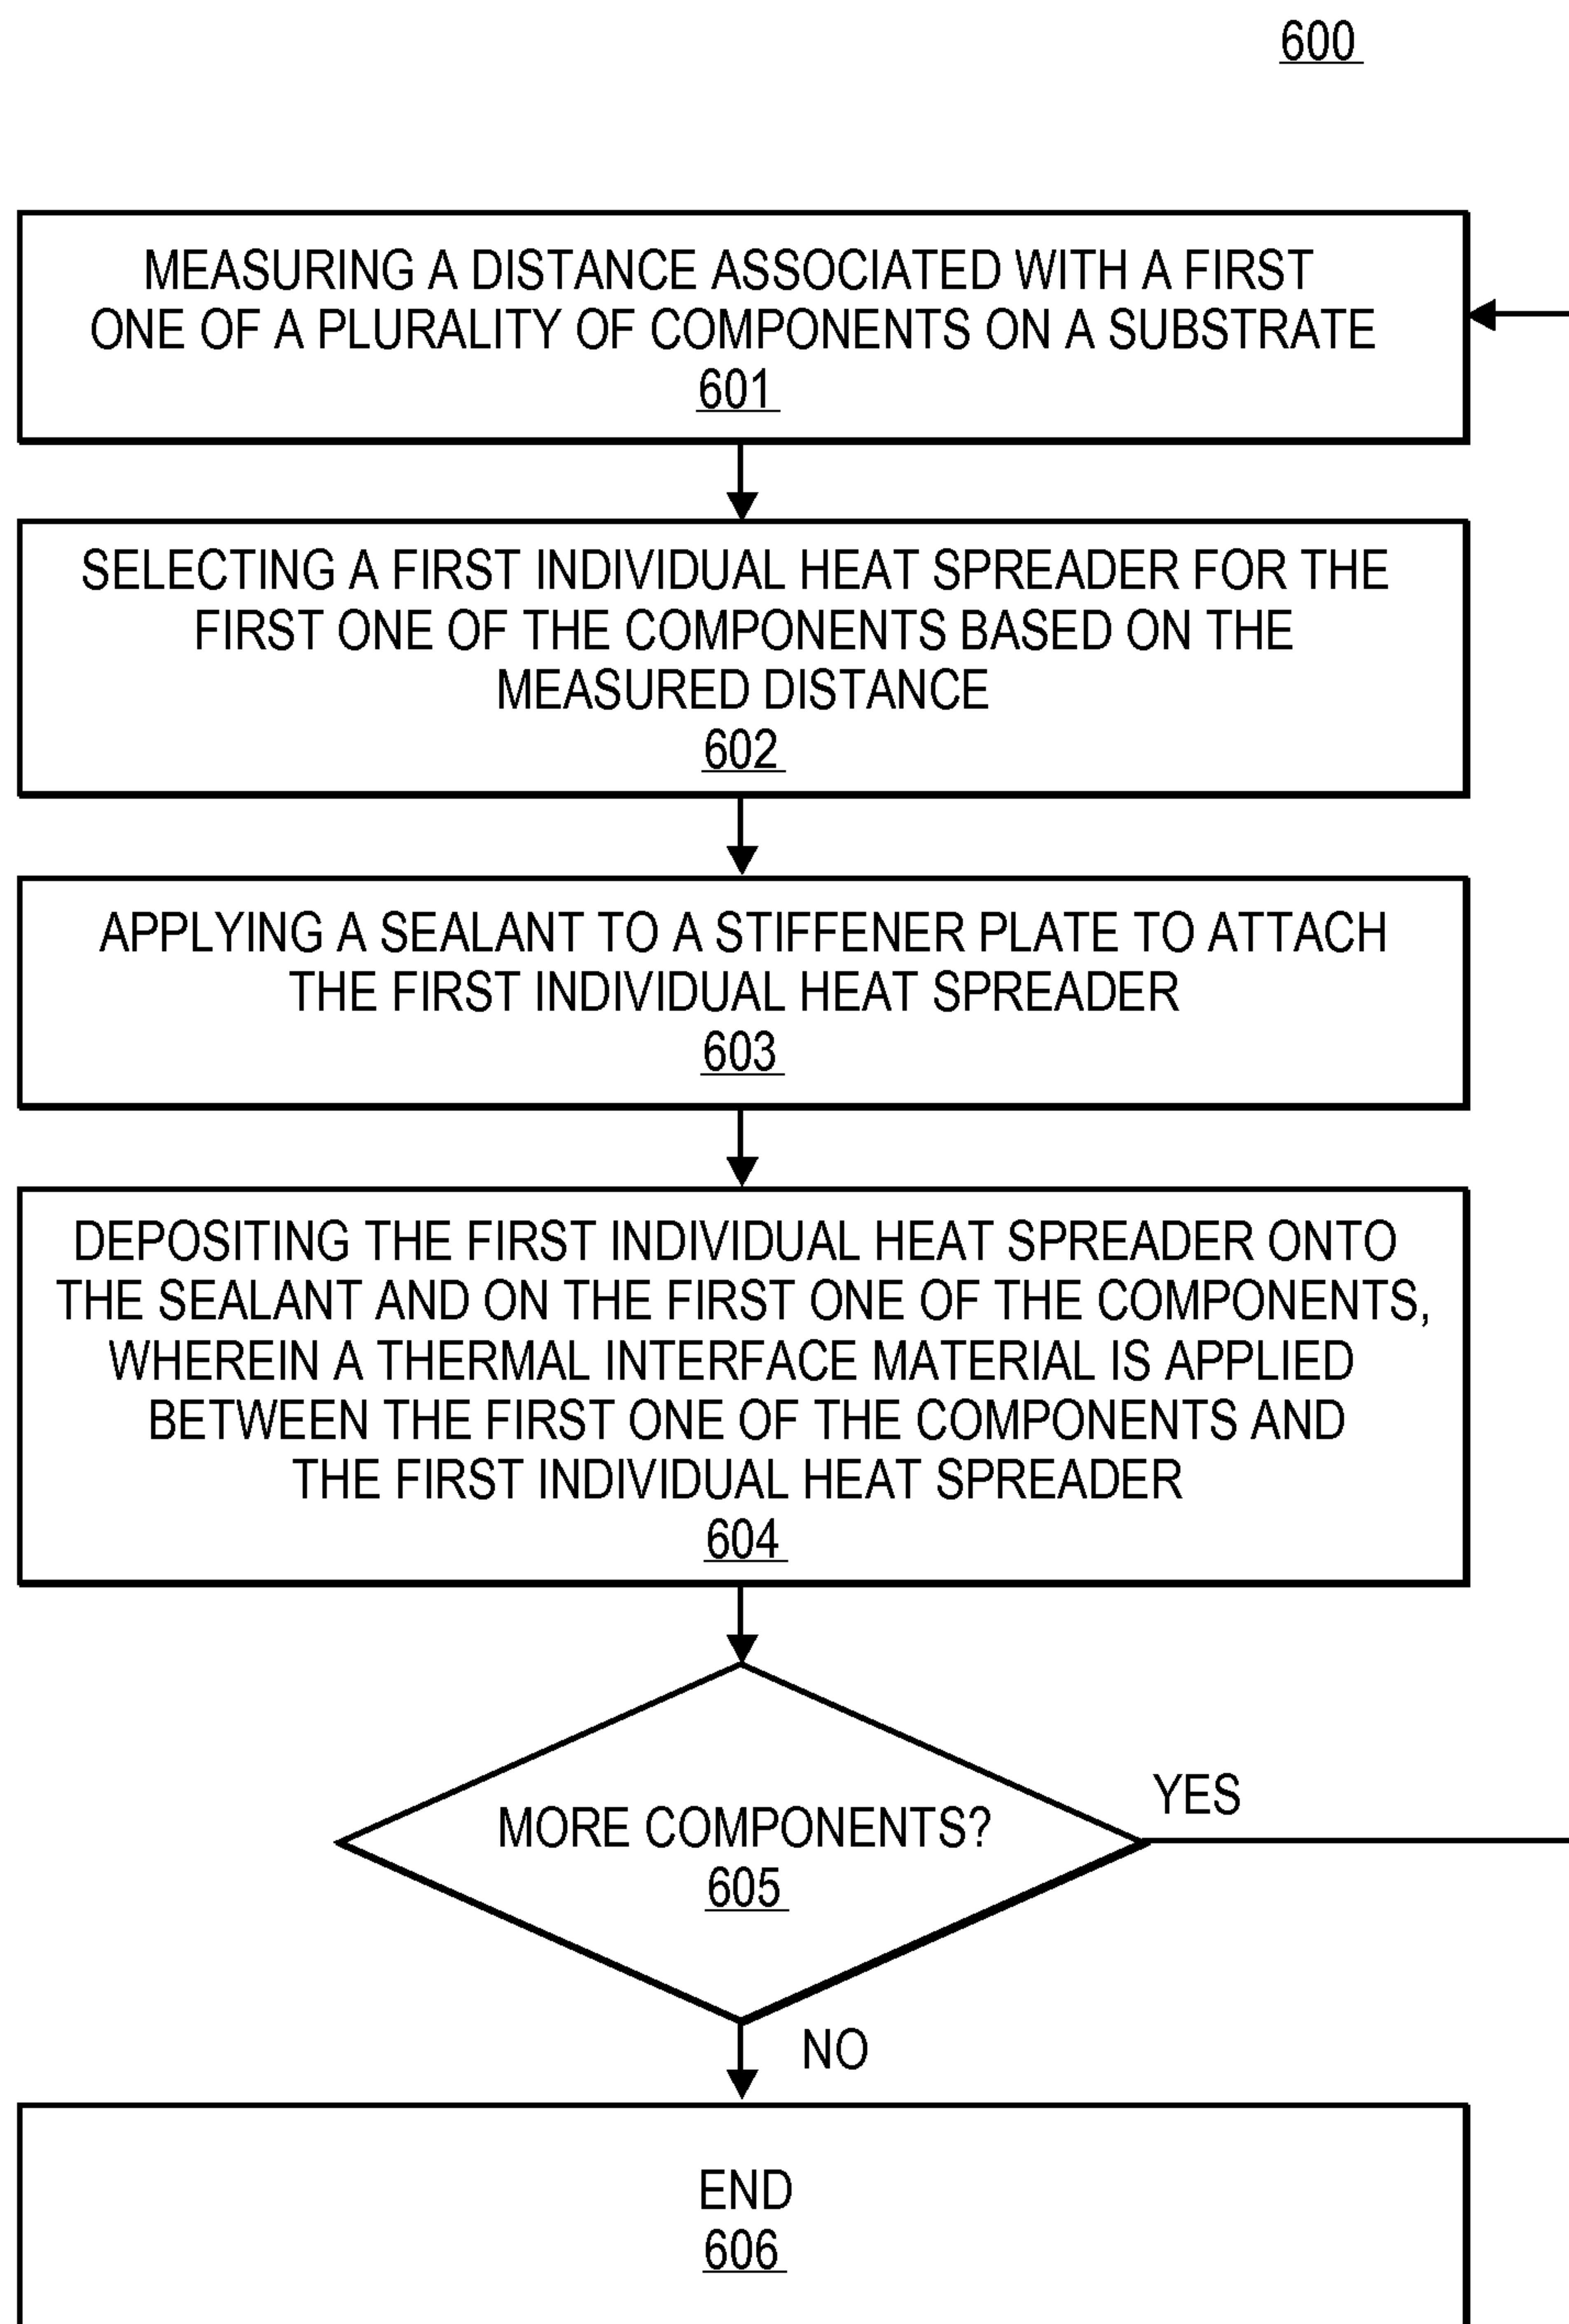 600
MEASURING A DISTANCE ASSOCIATED WITH A FIRST
ONE OF A PLURALITY OF COMPONENTS ON A SUBSTRATE
601
SELECTING A FIRST INDIVIDUAL HEAT SPREADER FOR THE
FIRST ONE OF THE COMPONENTS BASED ON THE
MEASURED DISTANCE
602
APPLYING A SEALANT TO A STIFFENER PLATE TO ATTACH
THE FIRST INDIVIDUAL HEAT SPREADER
603
DEPOSITING THE FIRST INDIVIDUAL HEAT SPREADER ONTO
THE SEALANT AND ON THE FIRST ONE OF THE COMPONENTS,
WHEREIN A THERMAL INTERFACE MATERIAL IS APPLIED
BETWEEN THE FIRST ONE OF THE COMPONENTS AND
THE FIRST INDIVIDUAL HEAT SPREADER
604
YES
MORE COMPONENTS?
605
NO
END
606